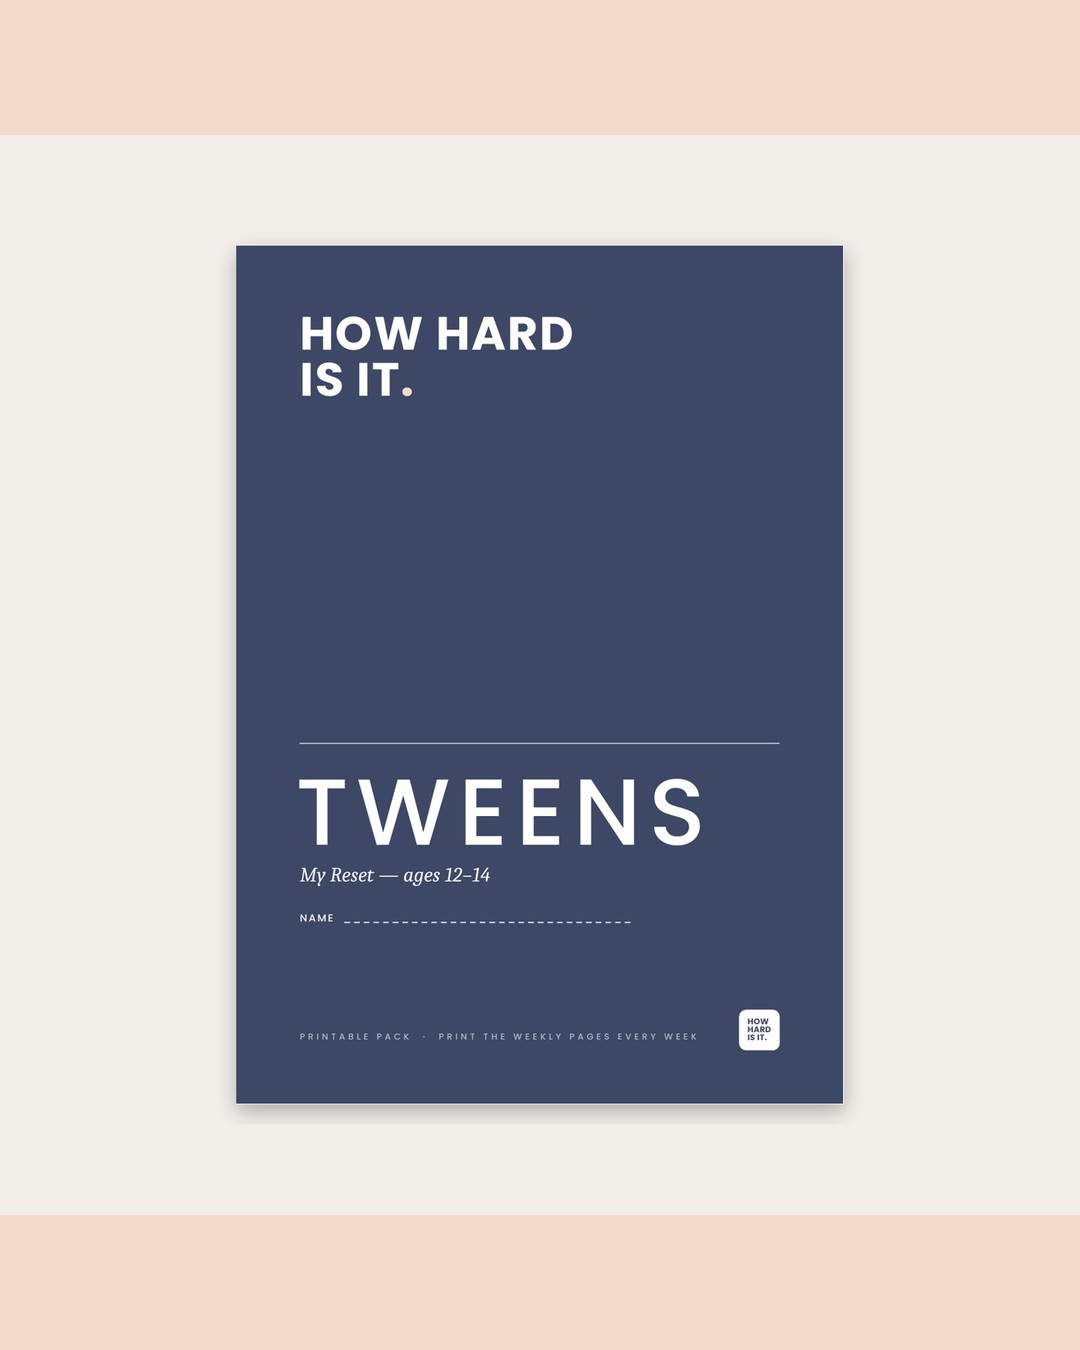 HOW HARD
IS IT.
TWEENS
My Reset — ages 12–14
NAME _ _ _ _ _ _ _ _ _ _ _ _ _ _ _ _ _ _ _ _ _ _ _ _ _ _ _ _ _ _
PRINTABLE PACK · PRINT THE WEEKLY PAGES EVERY WEEK
HOW
HARD
IS IT.